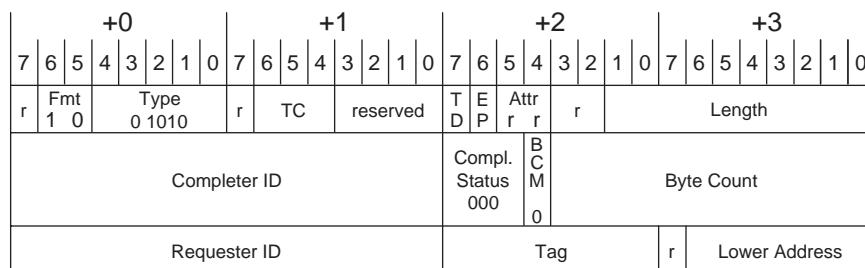 +0 +1 +2 +3
7 6 5 4 3 2 1 0 7 6 5 4 3 2 1 0 7 6 5 4 3 2 1 0 7 6 5 4 3 2 1 0
r Fmt 1 0 Type 0 1010 r TC reserved T D E P Attr r r r Length
Completer ID Compl. Status 000 B C M 0 Byte Count
Requester ID Tag r Lower Address